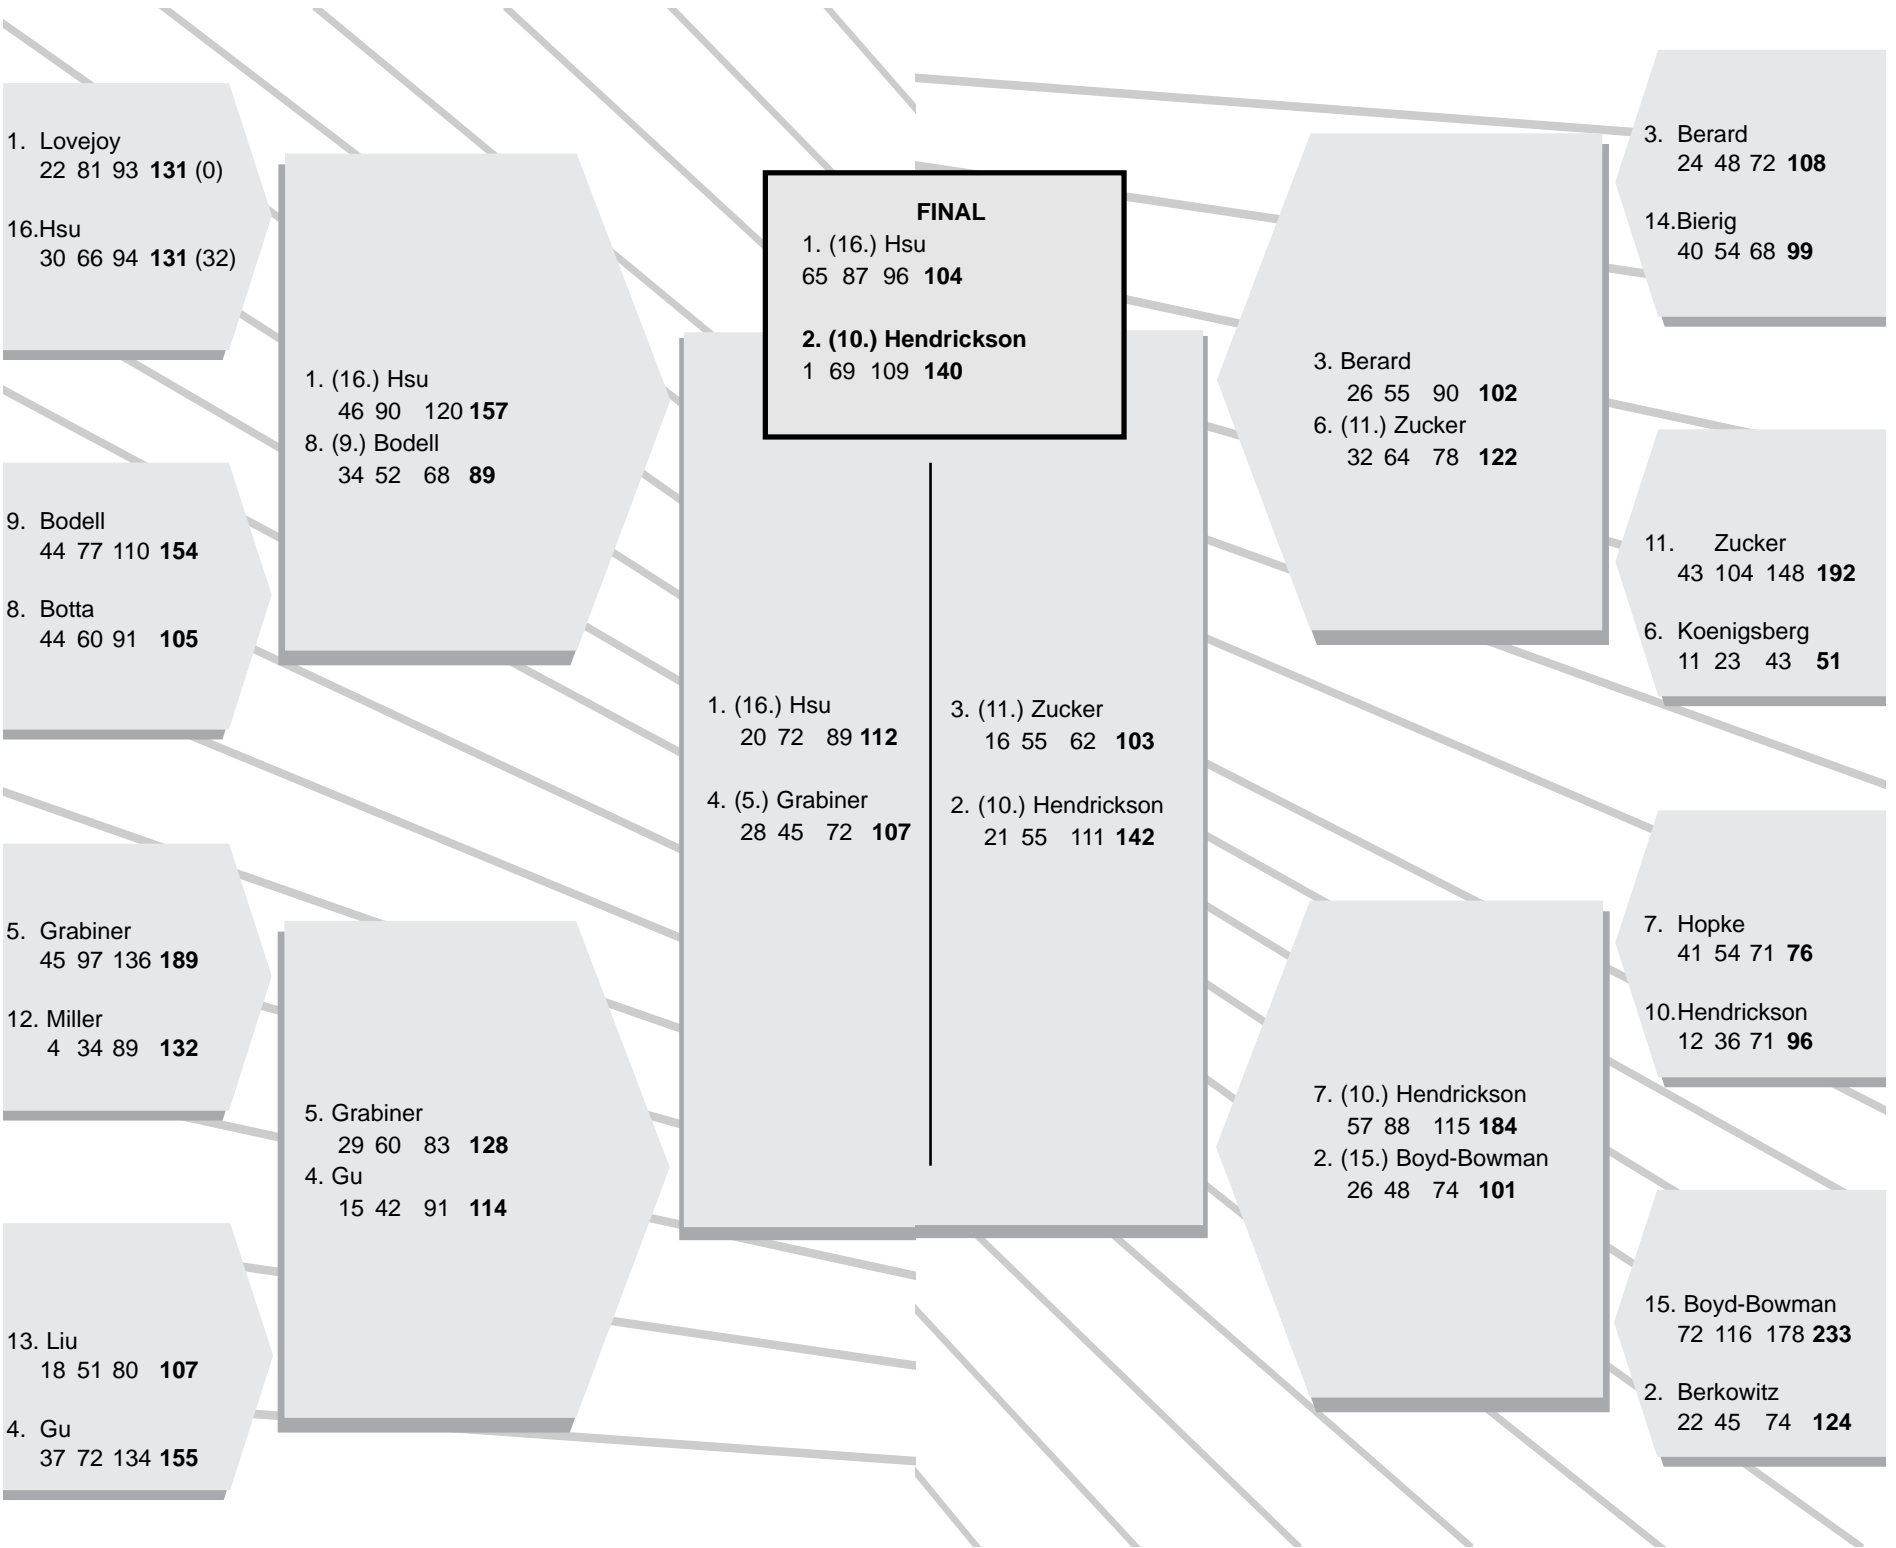 1. Lovejoy
22 81 93 131 (0)
16.Hsu
30 66 94 131 (32)
9. Bodell
44 77 110 154
8. Botta
44 60 91 105
5. Grabiner
45 97 136 189
12. Miller
4 34 89 132
13. Liu
18 51 80 107
4. Gu
37 72 134 155
1. (16.) Hsu
46 90 120 157
8. (9.) Bodell
34 52 68 89
5. Grabiner
29 60 83 128
4. Gu
15 42 91 114
1. (16.) Hsu
20 72 89 112
4. (5.) Grabiner
28 45 72 107
FINAL
1. (16.) Hsu
65 87 96 104
2. (10.) Hendrickson
1 69 109 140
3. (11.) Zucker
16 55 62 103
2. (10.) Hendrickson
21 55 111 142
3. Berard
26 55 90 102
6. (11.) Zucker
32 64 78 122
7. (10.) Hendrickson
57 88 115 184
2. (15.) Boyd-Bowman
26 48 74 101
3. Berard
24 48 72 108
14.Bierig
40 54 68 99
11. Zucker
43 104 148 192
6. Koenigsberg
11 23 43 51
7. Hopke
41 54 71 76
10.Hendrickson
12 36 71 96
15. Boyd-Bowman
72 116 178 233
2. Berkowitz
22 45 74 124